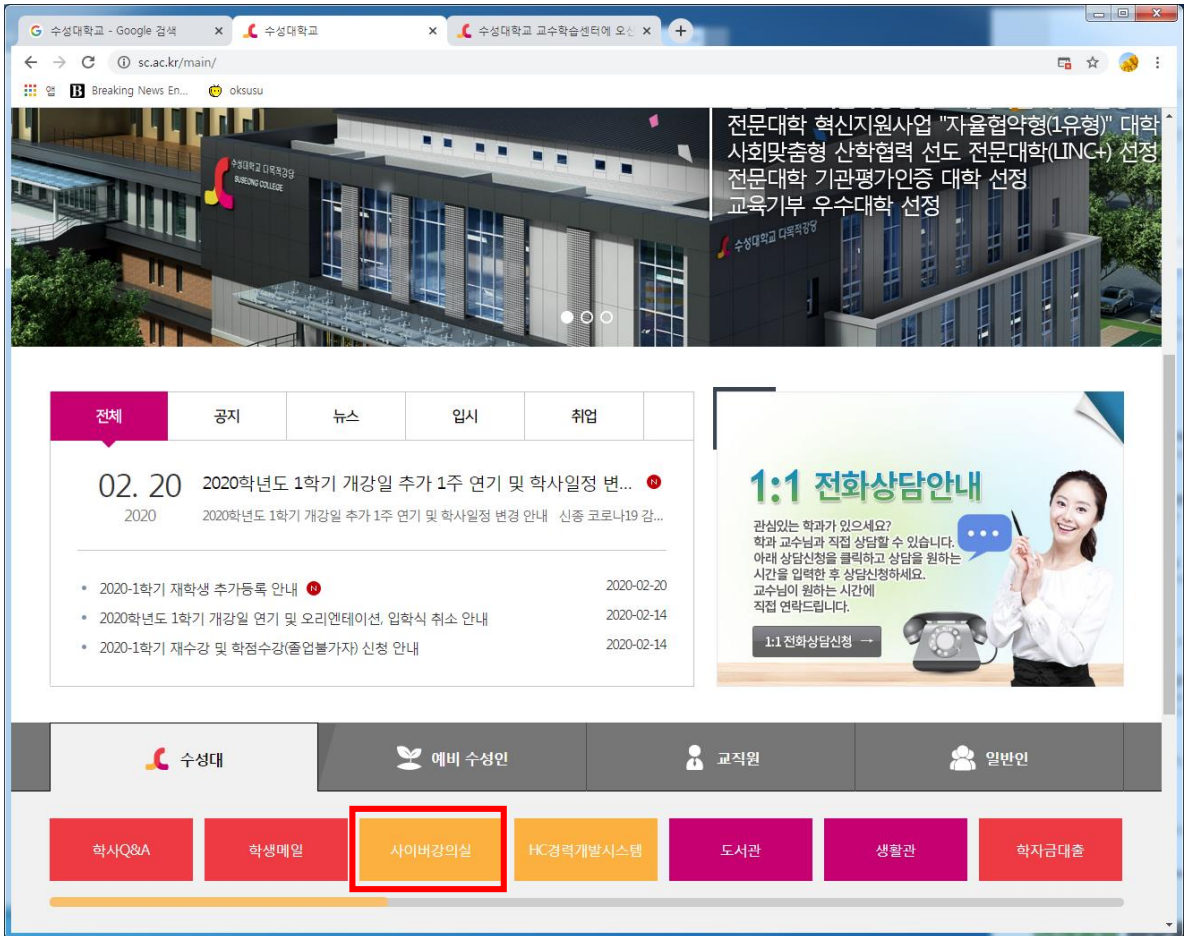 수성대학교 - Google 검색
수성대학교
수성대학교 교수학습센터에 오신
sc.ac.kr/main/
앱
Breaking News En...
oksusu
전문대학 혁신지원사업 "자율협약형(1유형)" 대학
사회맞춤형 산학협력 선도 전문대학(LINC+) 선정
전문대학 기관평가인증 대학 선정
교육기부 우수대학 선정
수성대학교 다목적강당
SUSEONG COLLEGE
수성대학교 다목적강당
전체 공지 뉴스 입시 취업
02. 20
2020
2020학년도 1학기 개강일 추가 1주 연기 및 학사일정 변... N
2020학년도 1학기 개강일 추가 1주 연기 및 학사일정 변경 안내 신종 코로나19 감...
• 2020-1학기 재학생 추가등록 안내 N 2020-02-20
• 2020학년도 1학기 개강일 연기 및 오리엔테이션, 입학식 취소 안내 2020-02-14
• 2020-1학기 재수강 및 학점수강(졸업불가자) 신청 안내 2020-02-14
1:1 전화상담안내
관심있는 학과가 있으세요?
학과 교수님과 직접 상담할 수 있습니다.
아래 상담신청을 클릭하고 상담을 원하는
시간을 입력한 후 상담신청하세요.
교수님이 원하는 시간에
직접 연락드립니다.
1:1 전화상담신청 →
수성대 예비 수성인 교직원 일반인
학사Q&A 학생메일 사이버강의실 HC경력개발시스템 도서관 생활관 학자금대출